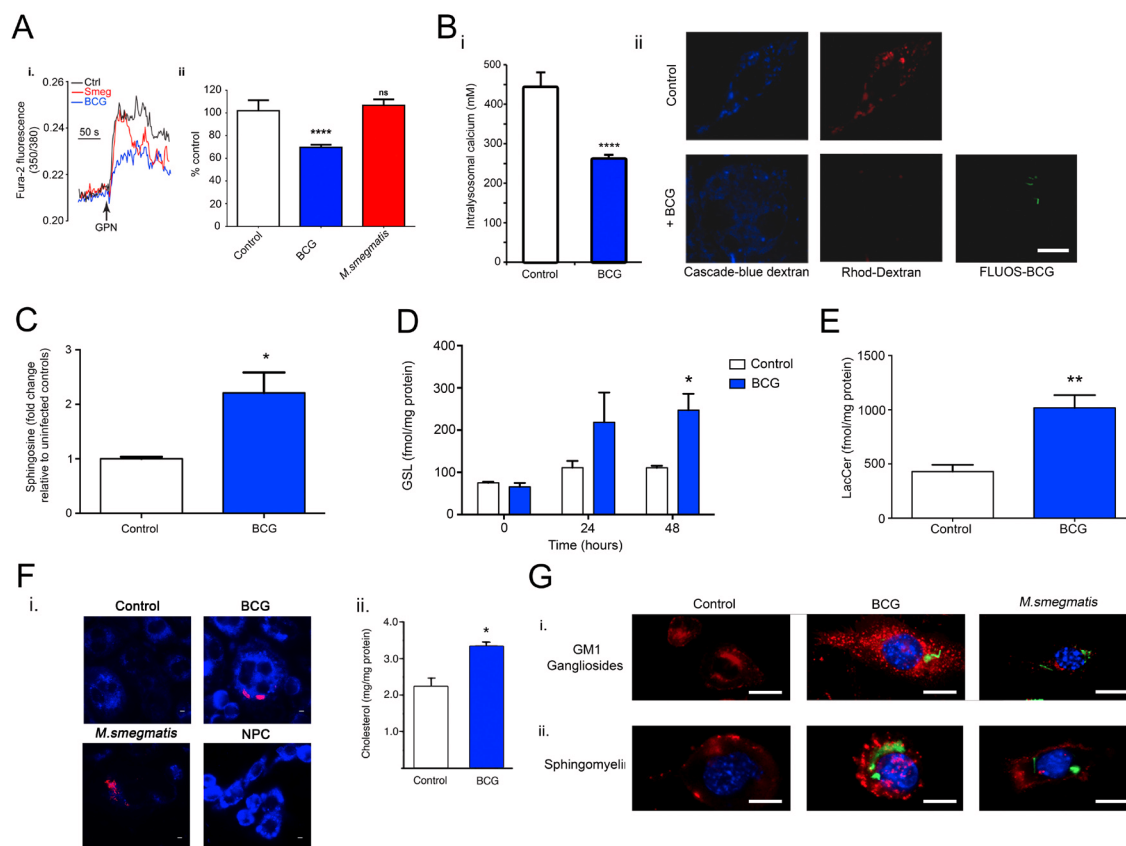 A
i.
Ctrl
Smeg
BCG
0.26
0.24
0.22
0.20
50 s
Fura-2 fluorescence
(350/380)
GPN
ii
ns
****
120
100
80
60
40
20
0
% control
Control
BCG
M.smegmatis
B
i
500
450
400
350
300
250
200
150
100
50
0
Intralysosomal calcium (mM)
****
Control
BCG
ii
Control
+ BCG
Cascade-blue dextran
Rhod-Dextran
FLUOS-BCG
C
3
2
1
0
Sphingosine (fold change
relative to uninfected controls)
*
Control
BCG
D
400
300
200
100
0
GSL (fmol/mg protein)
Control
BCG
*
0
24
48
Time (hours)
E
1500
1000
500
0
LacCer (fmol/mg protein)
**
Control
BCG
F
i.
Control
BCG
M.smegmatis
NPC
ii.
4.0
3.0
2.0
1.0
Cholesterol (mg/mg protein)
*
Control
BCG
G
Control
BCG
M.smegmatis
i.
GM1
Gangliosides
ii.
Sphingomyeli